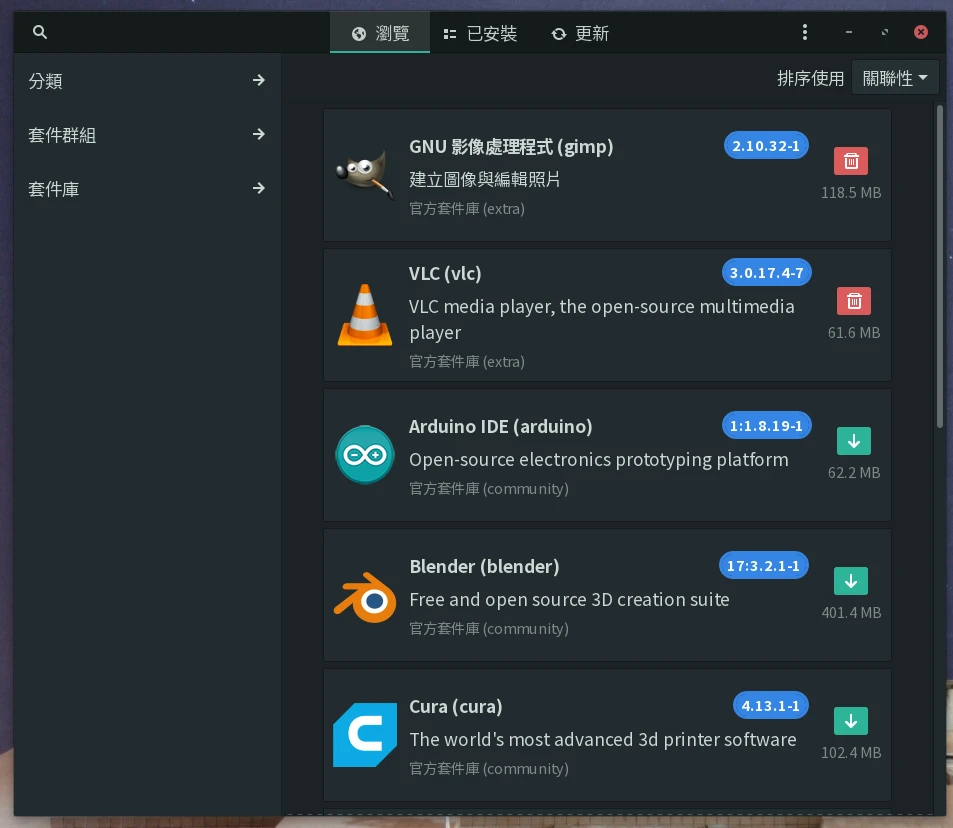 瀏覽 已安裝 更新
分類
套件群組
套件庫
排序使用 關聯性
GNU 影像處理程式 (gimp) 2.10.32-1
建立圖像與編輯照片
官方套件庫 (extra)
118.5 MB
VLC (vlc) 3.0.17.4-7
VLC media player, the open-source multimedia
player
官方套件庫 (extra)
61.6 MB
Arduino IDE (arduino) 1:1.8.19-1
Open-source electronics prototyping platform
官方套件庫 (community)
62.2 MB
Blender (blender) 17:3.2.1-1
Free and open source 3D creation suite
官方套件庫 (community)
401.4 MB
Cura (cura) 4.13.1-1
The world's most advanced 3d printer software
官方套件庫 (community)
102.4 MB